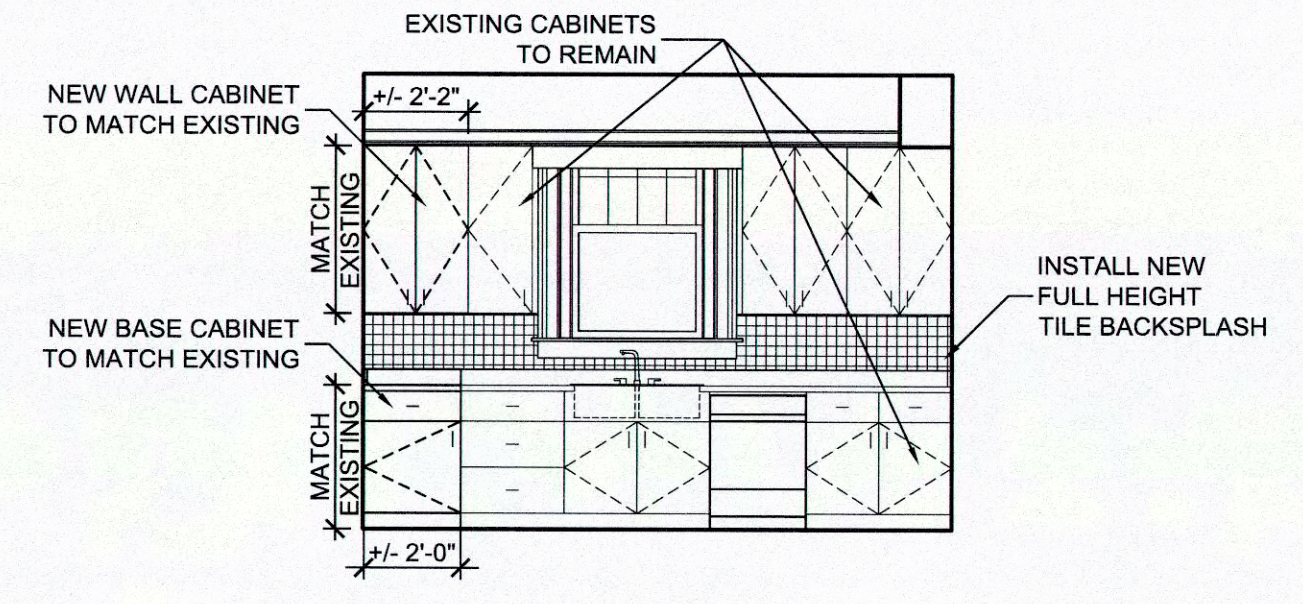 EXISTING CABINETS
TO REMAIN
NEW WALL CABINET
TO MATCH EXISTING
+/- 2'-2"
MATCH
EXISTING
INSTALL NEW
FULL HEIGHT
TILE BACKSPLASH
NEW BASE CABINET
TO MATCH EXISTING
MATCH
EXISTING
+/- 2'-0"